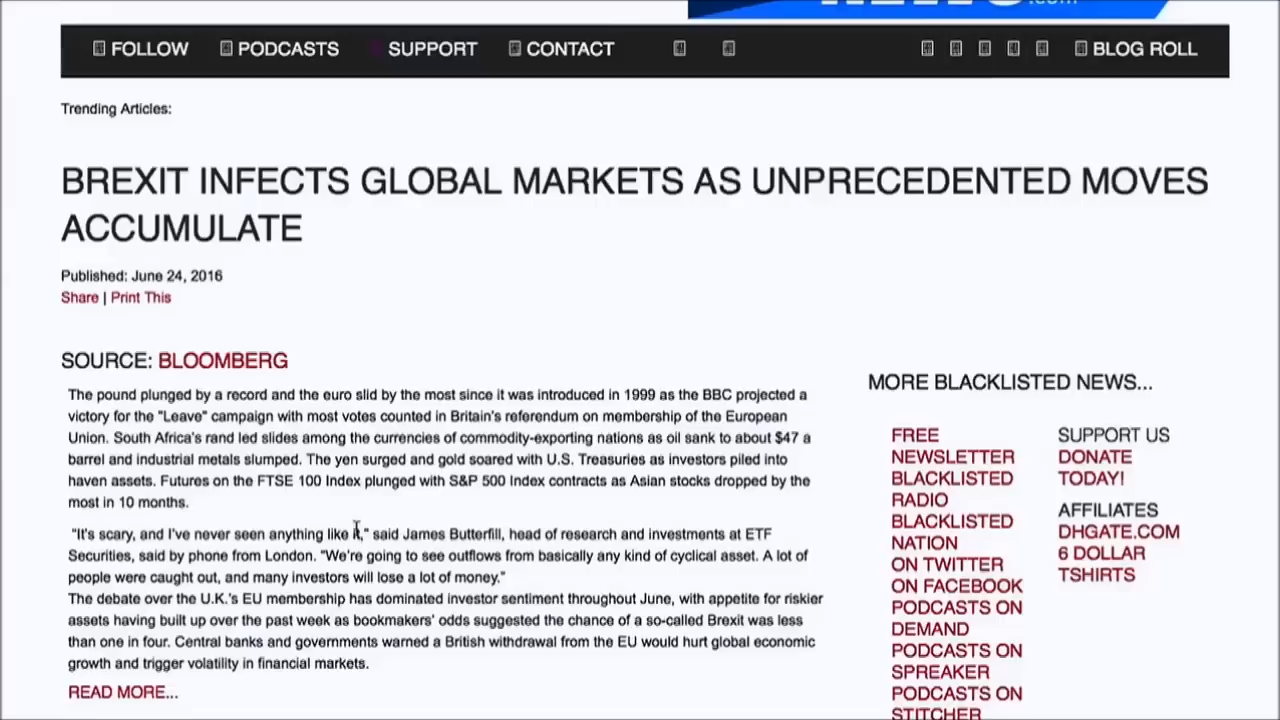 .com
FOLLOW PODCASTS SUPPORT CONTACT BLOG ROLL
Trending Articles:
BREXIT INFECTS GLOBAL MARKETS AS UNPRECEDENTED MOVES
ACCUMULATE
Published: June 24, 2016
Share | Print This
SOURCE: BLOOMBERG
The pound plunged by a record and the euro slid by the most since it was introduced in 1999 as the BBC projected a
victory for the "Leave" campaign with most votes counted in Britain's referendum on membership of the European
Union. South Africa's rand led slides among the currencies of commodity-exporting nations as oil sank to about $47 a
barrel and industrial metals slumped. The yen surged and gold soared with U.S. Treasuries as investors piled into
haven assets. Futures on the FTSE 100 Index plunged with S&P 500 Index contracts as Asian stocks dropped by the
most in 10 months.
"It's scary, and I've never seen anything like it," said James Butterfill, head of research and investments at ETF
Securities, said by phone from London. "We're going to see outflows from basically any kind of cyclical asset. A lot of
people were caught out, and many investors will lose a lot of money."
The debate over the U.K.'s EU membership has dominated investor sentiment throughout June, with appetite for riskier
assets having built up over the past week as bookmakers' odds suggested the chance of a so-called Brexit was less
than one in four. Central banks and governments warned a British withdrawal from the EU would hurt global economic
growth and trigger volatility in financial markets.
READ MORE...
MORE BLACKLISTED NEWS...
FREE
NEWSLETTER
BLACKLISTED
RADIO
BLACKLISTED
NATION
ON TWITTER
ON FACEBOOK
PODCASTS ON
DEMAND
PODCASTS ON
SPREAKER
PODCASTS ON
STITCHER
SUPPORT US
DONATE
TODAY!
AFFILIATES
DHGATE.COM
6 DOLLAR
TSHIRTS